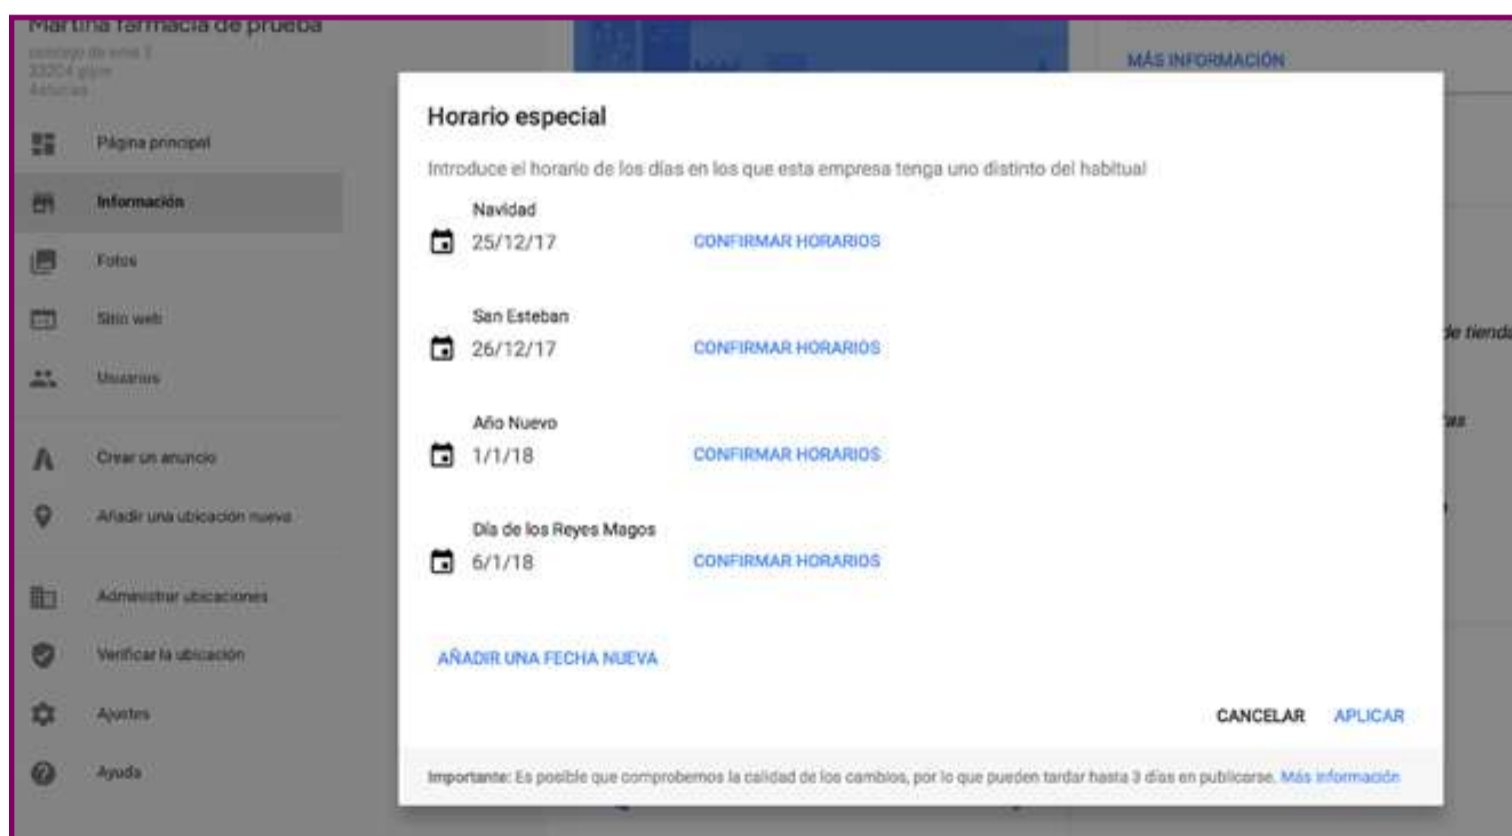 Martina farmacia de prueba
33204 gijon
Asturias
Página principal
Información
Fotos
Sitio web
Usuarios
Crear un anuncio
Añadir una ubicación nueva
Administrar ubicaciones
Verificar la ubicación
Ajustes
Ayuda
MÁS INFORMACIÓN
Horario especial
Introduce el horario de los días en los que esta empresa tenga uno distinto del habitual
Navidad
25/12/17 CONFIRMAR HORARIOS
San Esteban
26/12/17 CONFIRMAR HORARIOS
Año Nuevo
1/1/18 CONFIRMAR HORARIOS
Día de los Reyes Magos
6/1/18 CONFIRMAR HORARIOS
AÑADIR UNA FECHA NUEVA
CANCELAR APLICAR
Importante: Es posible que comprobemos la calidad de los cambios, por lo que pueden tardar hasta 3 días en publicarse. Más información
de tienda